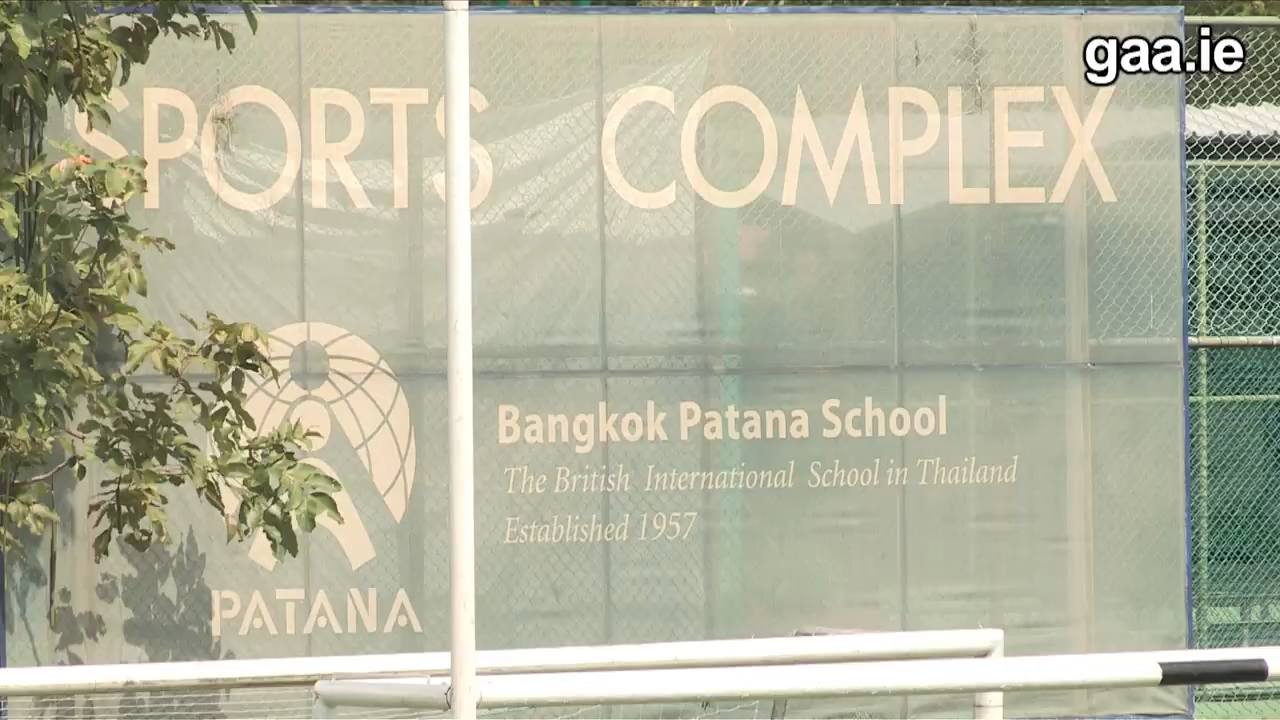 gaa.ie
SPORTS COMPLEX
Bangkok Patana School
The British International School in Thailand
Established 1957
PATANA